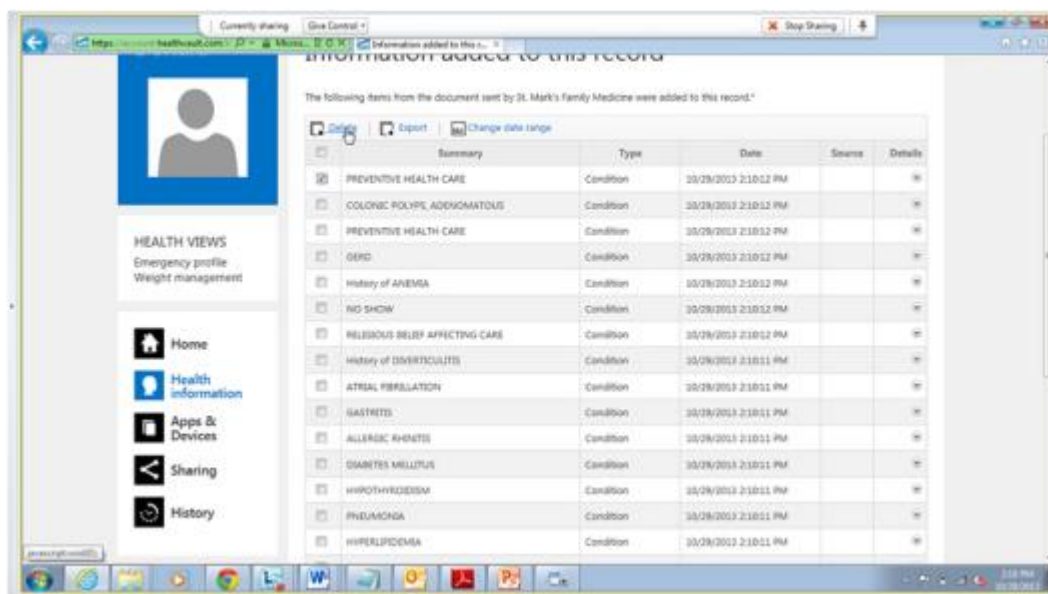 Currently sharing Give Control Stop Sharing
healthvault.com Information added to this r...
Information added to this record
The following items from the document sent by St. Mark's Family Medicine were added to this record.*
Delete Export Change date range
Summary Type Date Source Details
PREVENTIVE HEALTH CARE Condition 10/29/2013 2:10:12 PM
COLONIC POLYPS, ADENOMATOUS Condition 10/29/2013 2:10:12 PM
PREVENTIVE HEALTH CARE Condition 10/29/2013 2:10:12 PM
GERD Condition 10/29/2013 2:10:12 PM
History of ANEMIA Condition 10/29/2013 2:10:12 PM
NO SHOW Condition 10/29/2013 2:10:12 PM
RELIGIOUS BELIEF AFFECTING CARE Condition 10/29/2013 2:10:12 PM
History of DIVERTICULITIS Condition 10/29/2013 2:10:11 PM
ATRIAL FIBRILLATION Condition 10/29/2013 2:10:11 PM
GASTRITIS Condition 10/29/2013 2:10:11 PM
ALLERGIC RHINITIS Condition 10/29/2013 2:10:11 PM
DIABETES MELLITUS Condition 10/29/2013 2:10:11 PM
HYPOTHYROIDISM Condition 10/29/2013 2:10:11 PM
PNEUMONIA Condition 10/29/2013 2:10:11 PM
HYPERLIPIDEMIA Condition 10/29/2013 2:10:11 PM
HEALTH VIEWS
Emergency profile
Weight management
Home
Health
information
Apps &
Devices
Sharing
History